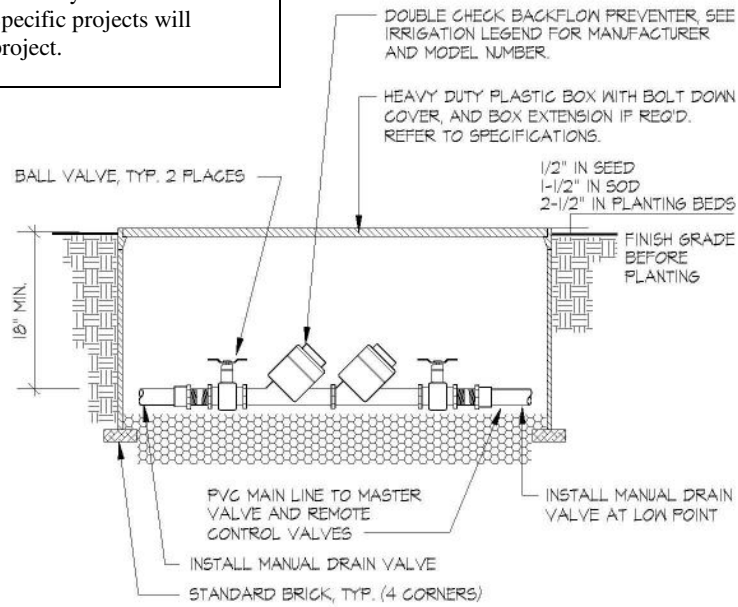 specific projects will
project.
DOUBLE CHECK BACKFLOW PREVENTER, SEE
IRRIGATION LEGEND FOR MANUFACTURER
AND MODEL NUMBER.
HEAVY DUTY PLASTIC BOX WITH BOLT DOWN
COVER, AND BOX EXTENSION IF REQ'D.
REFER TO SPECIFICATIONS.
BALL VALVE, TYP. 2 PLACES
1/2" IN SEED
1-1/2" IN SOD
2-1/2" IN PLANTING BEDS
FINISH GRADE
BEFORE
PLANTING
18" MIN.
PVC MAIN LINE TO MASTER
VALVE AND REMOTE
CONTROL VALVES
INSTALL MANUAL DRAIN
VALVE AT LOW POINT
INSTALL MANUAL DRAIN VALVE
STANDARD BRICK, TYP. (4 CORNERS)